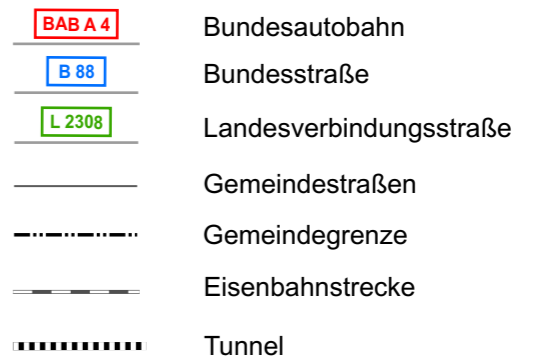 BAB A 4 Bundesautobahn
B 88 Bundesstraße
L 2308 Landesverbindungsstraße
Gemeindestraßen
Gemeindegrenze
Eisenbahnstrecke
Tunnel